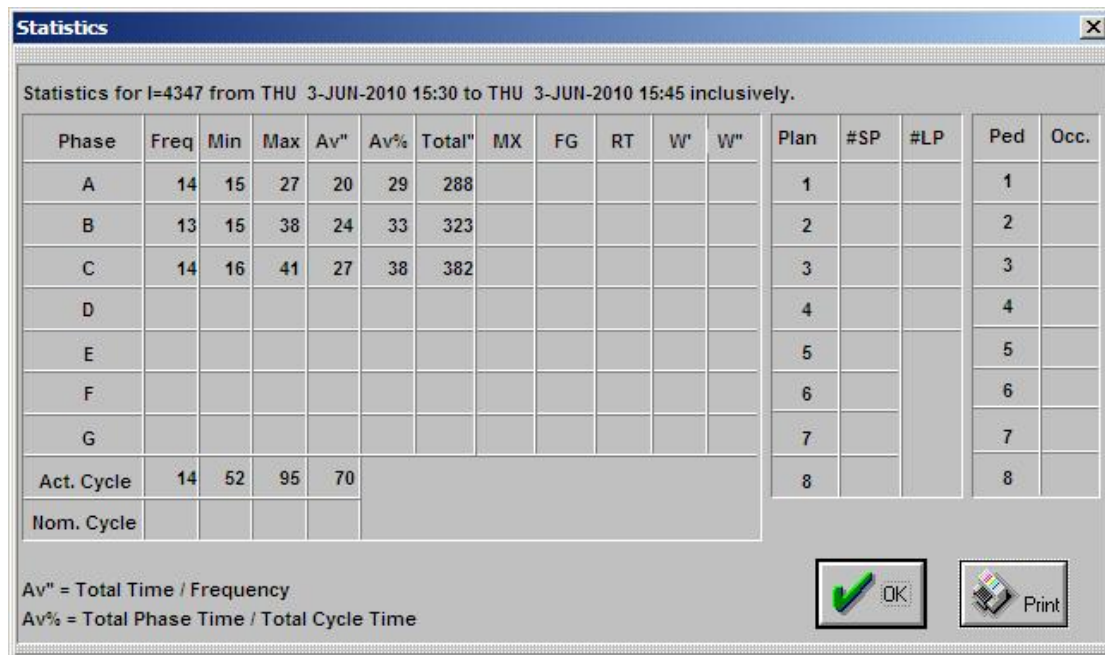 Statistics
Statistics for I=4347 from THU 3-JUN-2010 15:30 to THU 3-JUN-2010 15:45 inclusively.
Phase Freq Min Max Av" Av% Total" MX FG RT W' W" Plan #SP #LP Ped Occ.
A 14 15 27 20 29 288 1 1
B 13 15 38 24 33 323 2 2
C 14 16 41 27 38 382 3 3
D 4 4
E 5 5
F 6 6
G 7 7
Act. Cycle 14 52 95 70 8 8
Nom. Cycle
Av" = Total Time / Frequency
Av% = Total Phase Time / Total Cycle Time
OK
Print